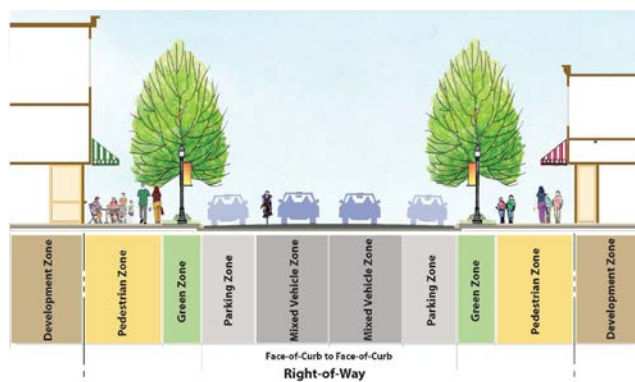 Development Zone
Pedestrian Zone
Green Zone
Parking Zone
Mixed Vehicle Zone
Mixed Vehicle Zone
Parking Zone
Green Zone
Pedestrian Zone
Development Zone
Face-of-Curb to Face-of-Curb
Right-of-Way